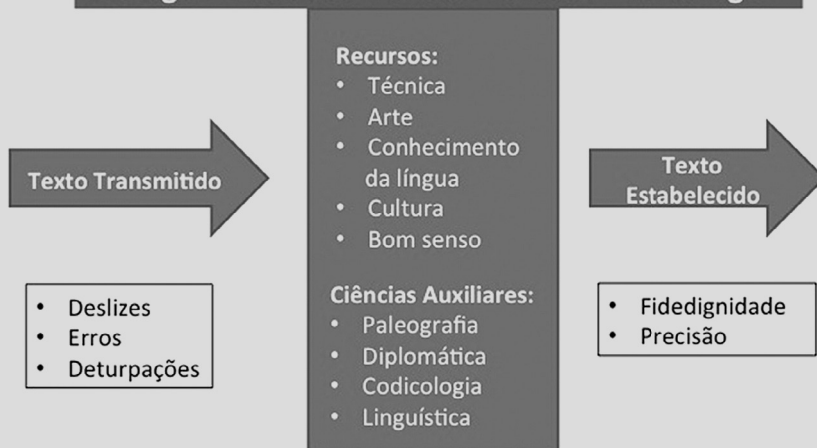 Texto Transmitido
• Deslizes
• Erros
• Deturpações
Recursos:
• Técnica
• Arte
• Conhecimento
da língua
• Cultura
• Bom senso
Ciências Auxiliares:
• Paleografia
• Diplomática
• Codicologia
• Linguística
Texto
Estabelecido
• Fidedignidade
• Precisão